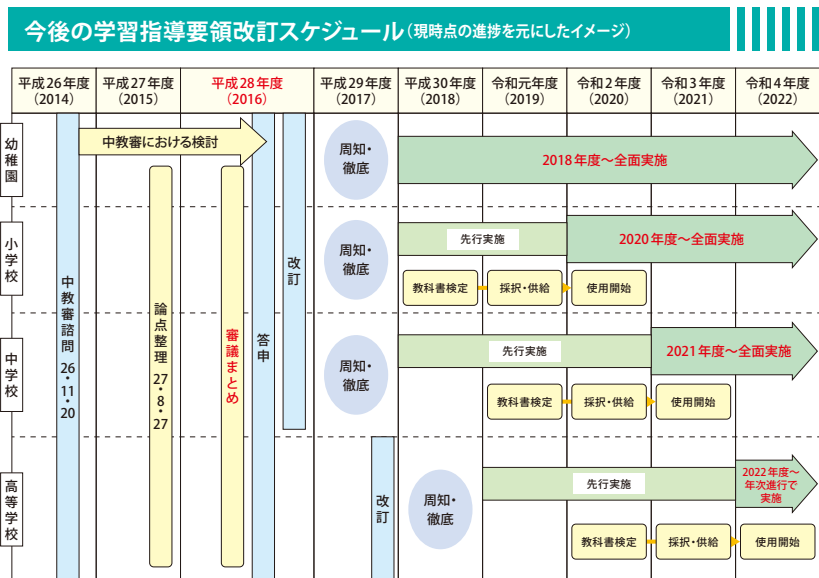 今後の学習指導要領改訂スケジュール(現時点の進捗を元にしたイメージ)
平成26年度
(2014)
平成27年度
(2015)
平成28年度
(2016)
平成29年度
(2017)
平成30年度
(2018)
令和元年度
(2019)
令和2年度
(2020)
令和3年度
(2021)
令和4年度
(2022)
幼稚園
中教審における検討
周知・
徹底
2018年度~全面実施
小学校
周知・
徹底
先行実施
2020年度~全面実施
教科書検定
採択・供給
使用開始
中教審諮問 26・11・20
論点整理 27・8・27
審議まとめ
答申
改訂
中学校
周知・
徹底
先行実施
2021年度~全面実施
教科書検定
採択・供給
使用開始
高等学校
改訂
周知・
徹底
先行実施
2022年度~
年次進行で
実施
教科書検定
採択・供給
使用開始